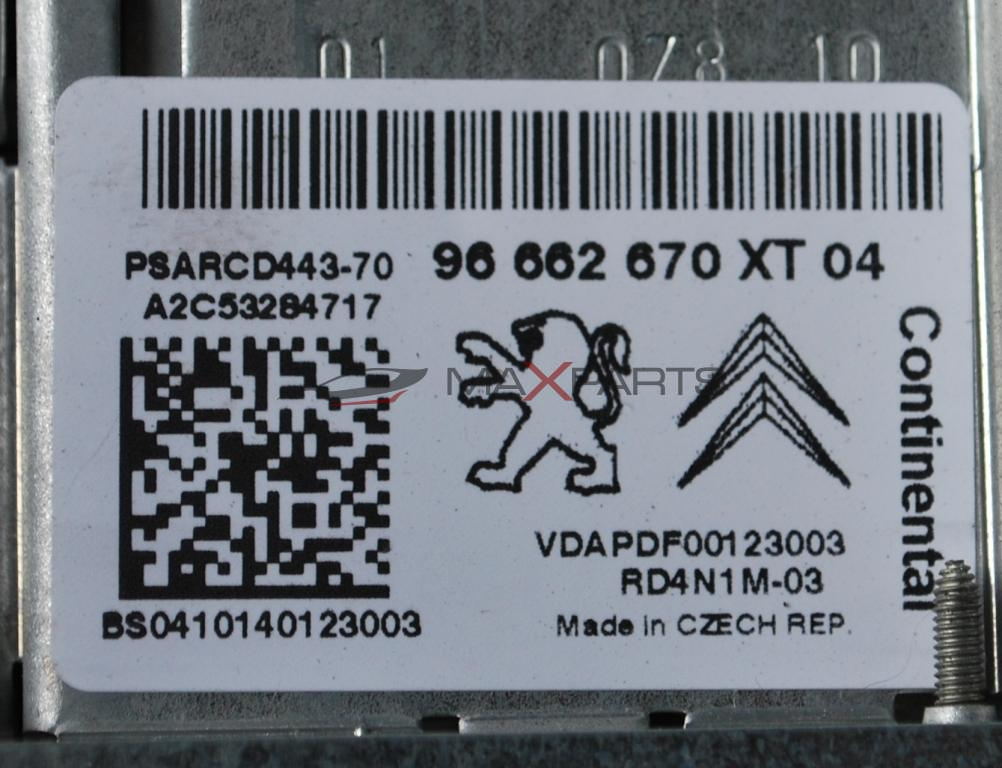 01 078 10
PSARCD443-70 96 662 670 XT 04
A2C53284717
Continental
MAXPARTS
VDAPDF00123003
RD4N1M-03
BS0410140123003 Made in CZECH REP.